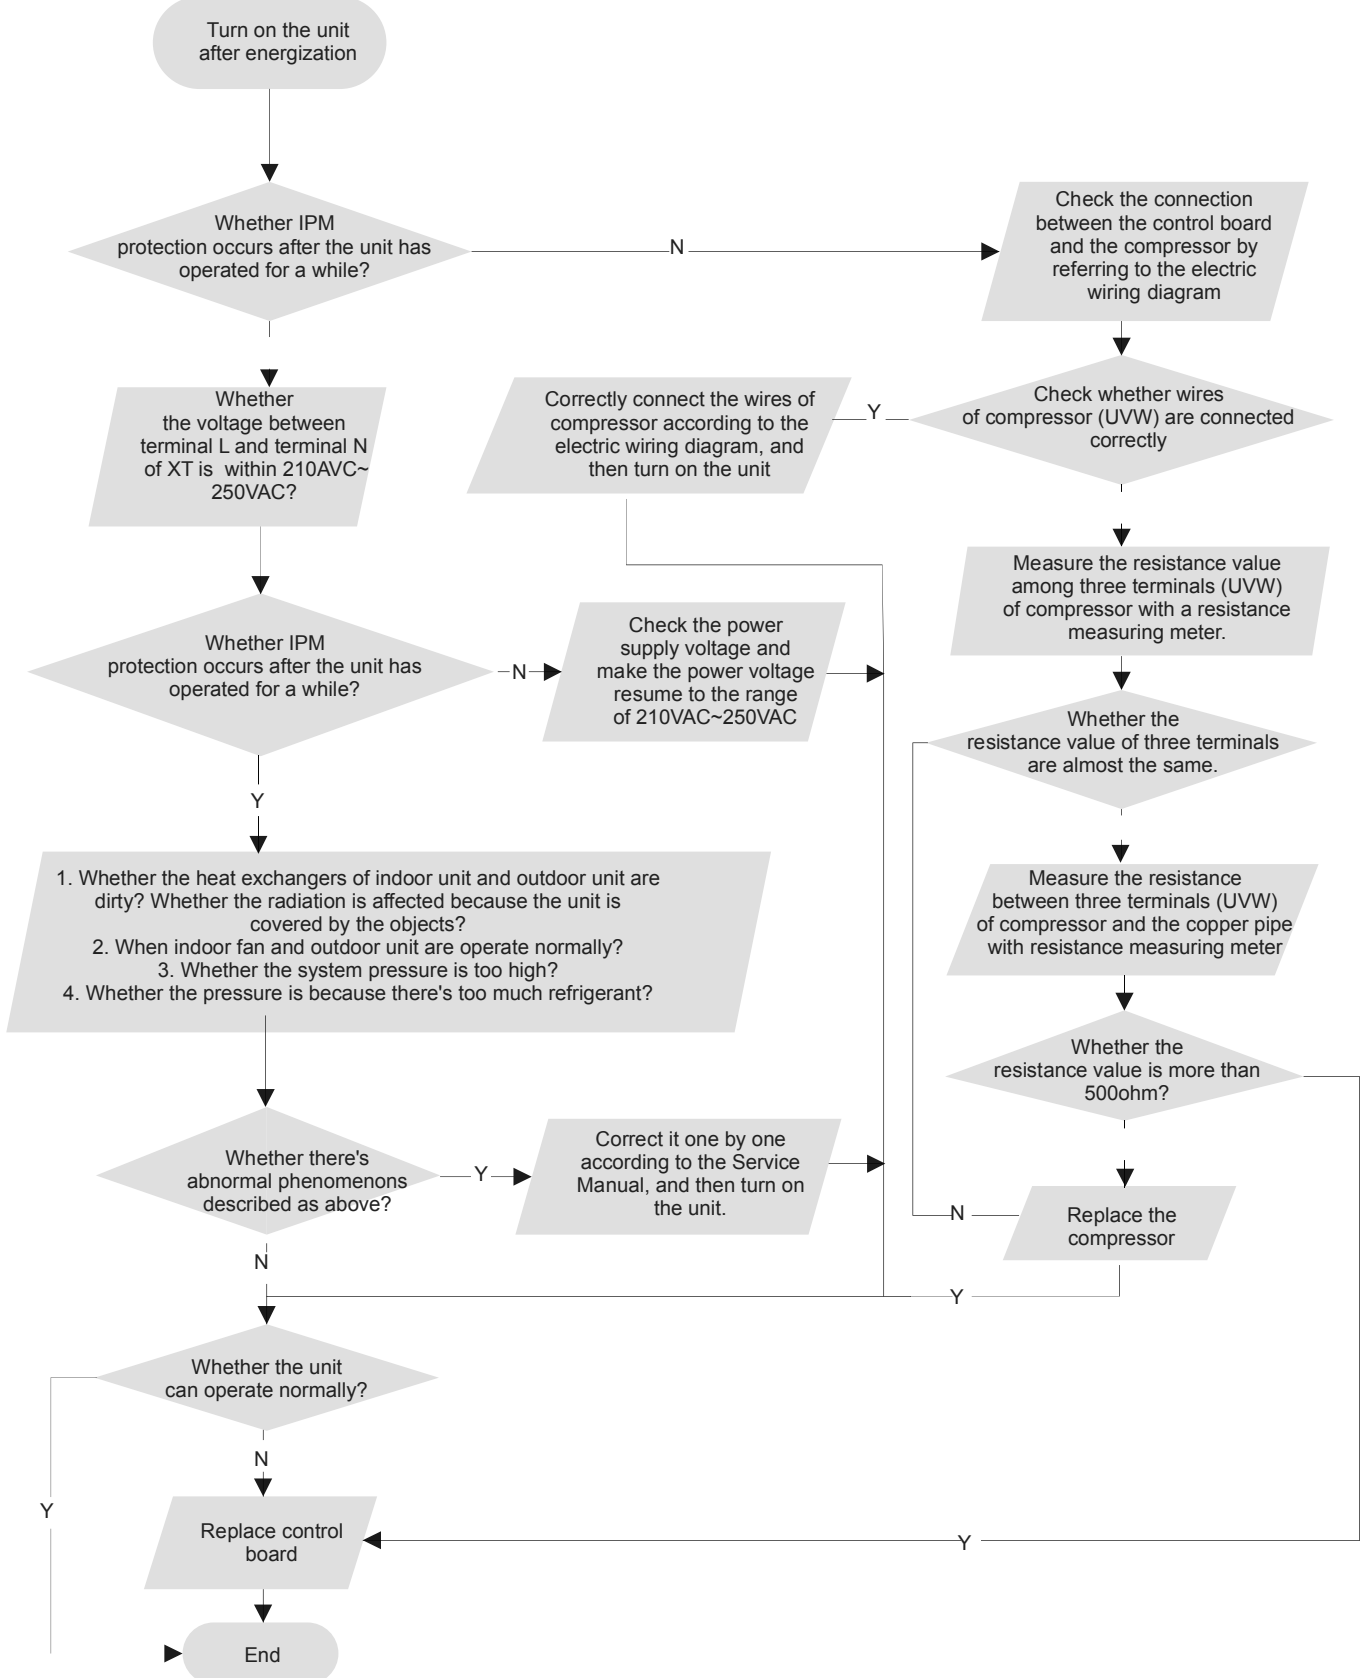 Turn on the unit
after energization
Whether IPM
protection occurs after the unit has
operated for a while?
N
Check the connection
between the control board
and the compressor by
referring to the electric
wiring diagram
Whether
the voltage between
terminal L and terminal N
of XT is within 210AVC~
250VAC?
Correctly connect the wires of
compressor according to the
electric wiring diagram, and
then turn on the unit
Y
Check whether wires
of compressor (UVW) are connected
correctly
Measure the resistance value
among three terminals (UVW)
of compressor with a resistance
measuring meter.
Whether IPM
protection occurs after the unit has
operated for a while?
N
Check the power
supply voltage and
make the power voltage
resume to the range
of 210VAC~250VAC
Whether the
resistance value of three terminals
are almost the same.
Y
1. Whether the heat exchangers of indoor unit and outdoor unit are
dirty? Whether the radiation is affected because the unit is
covered by the objects?
2. When indoor fan and outdoor unit are operate normally?
3. Whether the system pressure is too high?
4. Whether the pressure is because there's too much refrigerant?
Measure the resistance
between three terminals (UVW)
of compressor and the copper pipe
with resistance measuring meter
Whether the
resistance value is more than
500ohm?
Whether there's
abnormal phenomenons
described as above?
Y
Correct it one by one
according to the Service
Manual, and then turn on
the unit.
N
Replace the
compressor
N
Y
Whether the unit
can operate normally?
N
Y
Replace control
board
Y
End